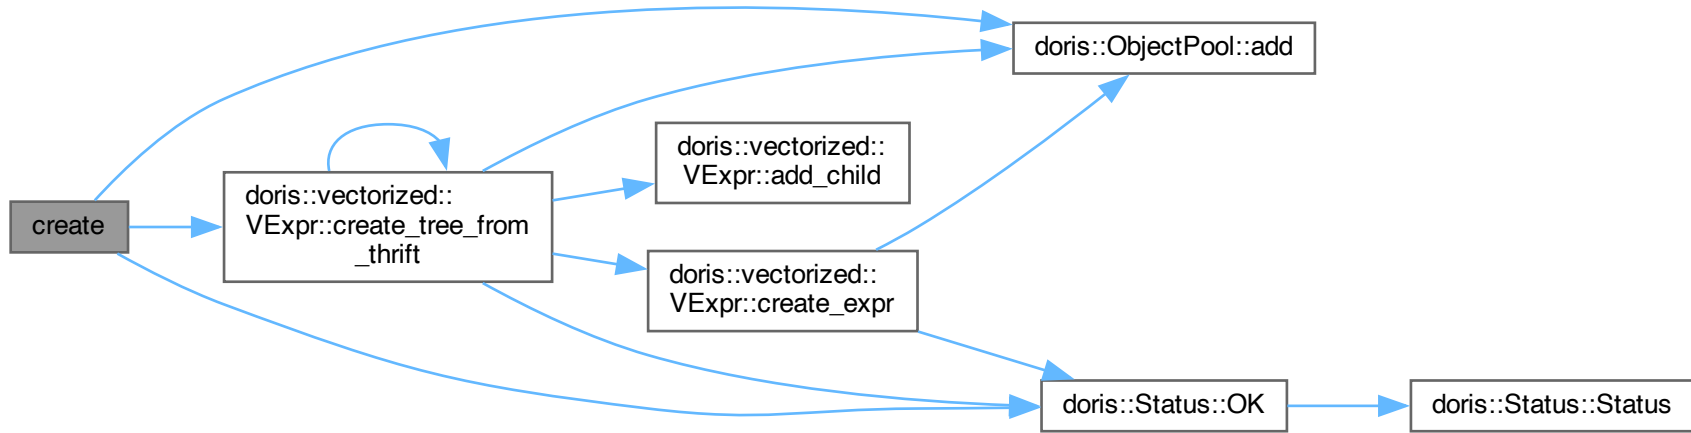 create
doris::vectorized::
VExpr::create_tree_from
_thrift
doris::ObjectPool::add
doris::vectorized::
VExpr::add_child
doris::vectorized::
VExpr::create_expr
doris::Status::OK
doris::Status::Status